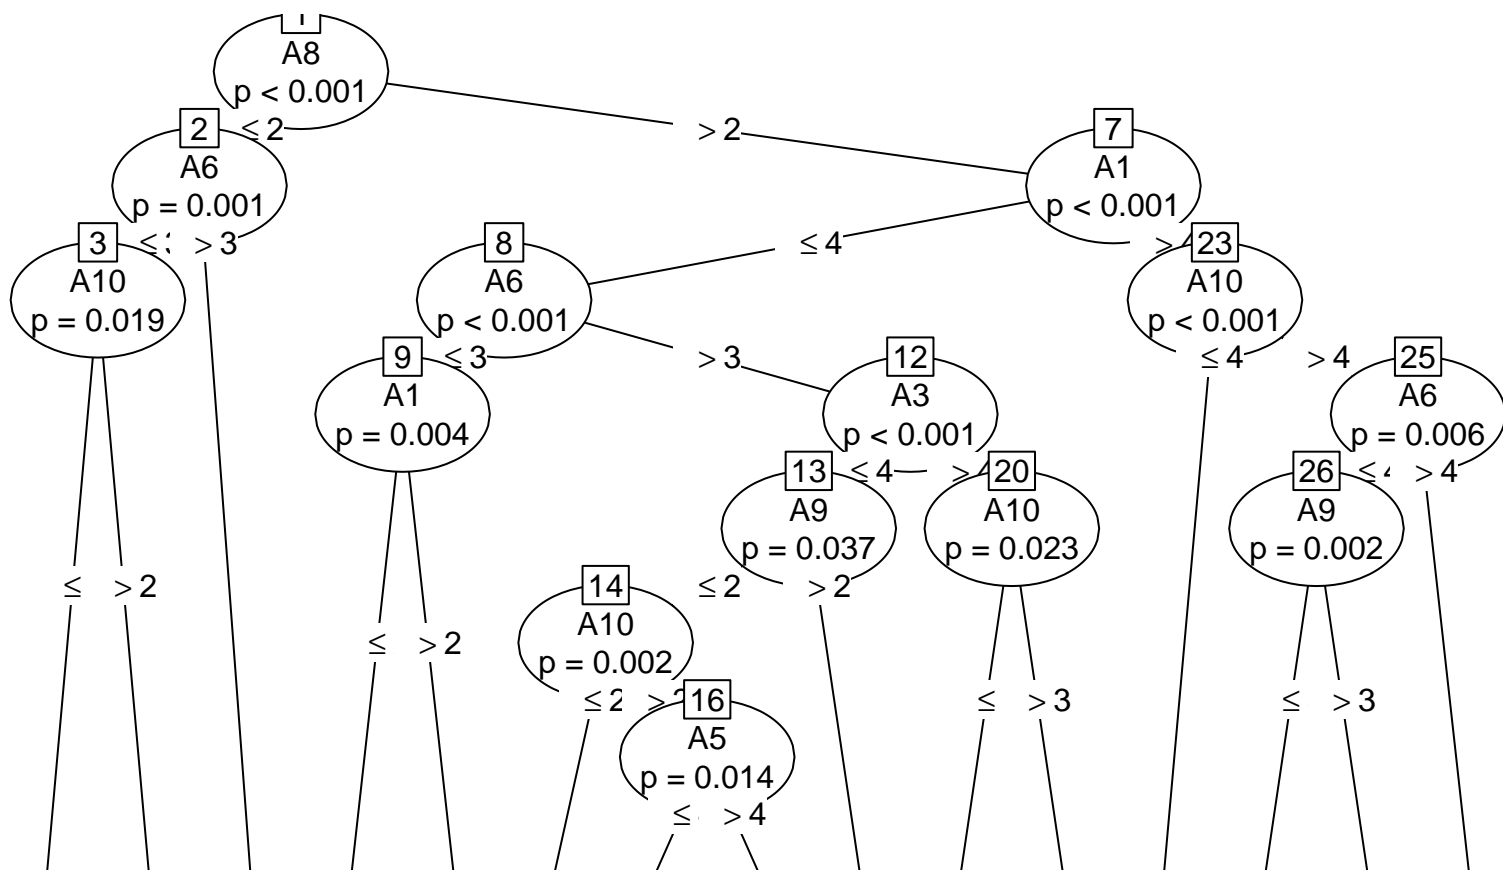 A8
p < 0.001
2
≤ 2
> 2
7
A6
A1
p = 0.001
p < 0.001
3
≤
> 3
8
≤ 4
>
23
A10
A6
A10
p = 0.019
p < 0.001
p < 0.001
9
≤ 3
> 3
12
≤ 4
> 4
25
A1
A3
A6
p = 0.004
p < 0.001
p = 0.006
13
≤ 4
>
20
26
≤
> 4
A9
A10
A9
p = 0.037
p = 0.023
p = 0.002
≤
> 2
14
≤ 2
> 2
A10
≤
> 2
p = 0.002
≤ 2
>
16
≤
> 3
≤
> 3
A5
p = 0.014
≤
> 4